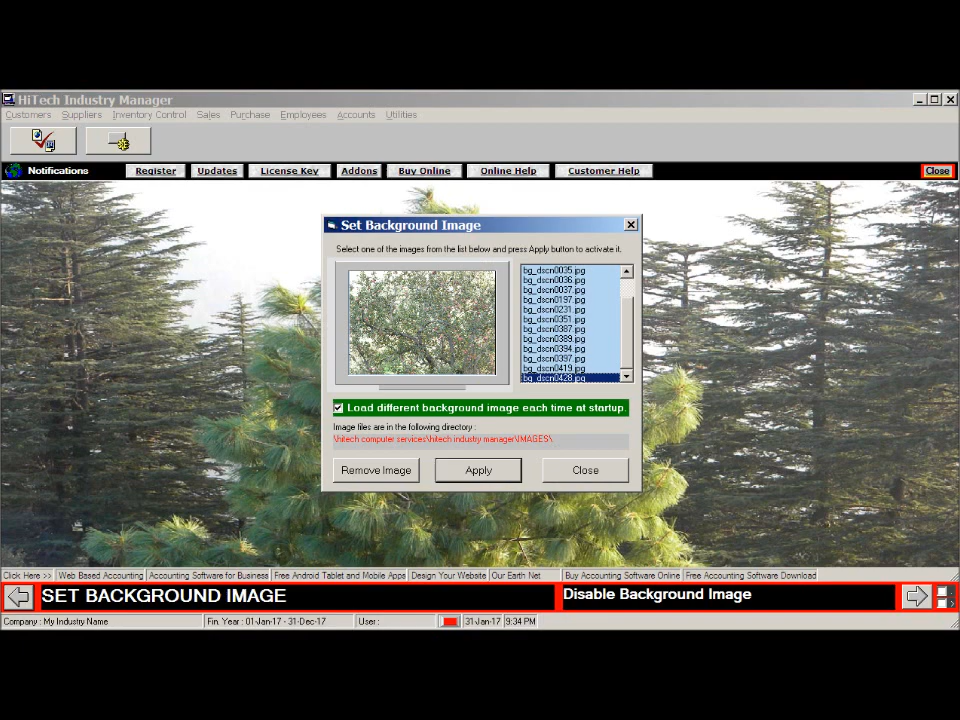 HiTech Industry Manager
Customers Suppliers Inventory Control Sales Purchase Employees Accounts Utilities
Notifications Register Updates License Key Addons Buy Online Online Help Customer Help Close
Set Background Image
Select one of the images from the list below and press Apply button to activate it.
bg_dscn0035.jpg
bg_dscn0036.jpg
bg_dscn0037.jpg
bg_dscn0197.jpg
bg_dscn0231.jpg
bg_dscn0351.jpg
bg_dscn0387.jpg
bg_dscn0389.jpg
bg_dscn0394.jpg
bg_dscn0397.jpg
bg_dscn0419.jpg
bg_dscn0428.jpg
Load different background image each time at startup.
Image files are in the following directory :
\hitech computer services\hitech industry manager\IMAGES\
Remove Image Apply Close
Click Here >> Web Based Accounting Accounting Software for Business Free Android Tablet and Mobile Apps Design Your Website Our Earth Net Buy Accounting Software Online Free Accounting Software Download
SET BACKGROUND IMAGE Disable Background Image
Company : My Industry Name Fin. Year : 01-Jan-17 - 31-Dec-17 User : 31-Jan-17 9:34 PM